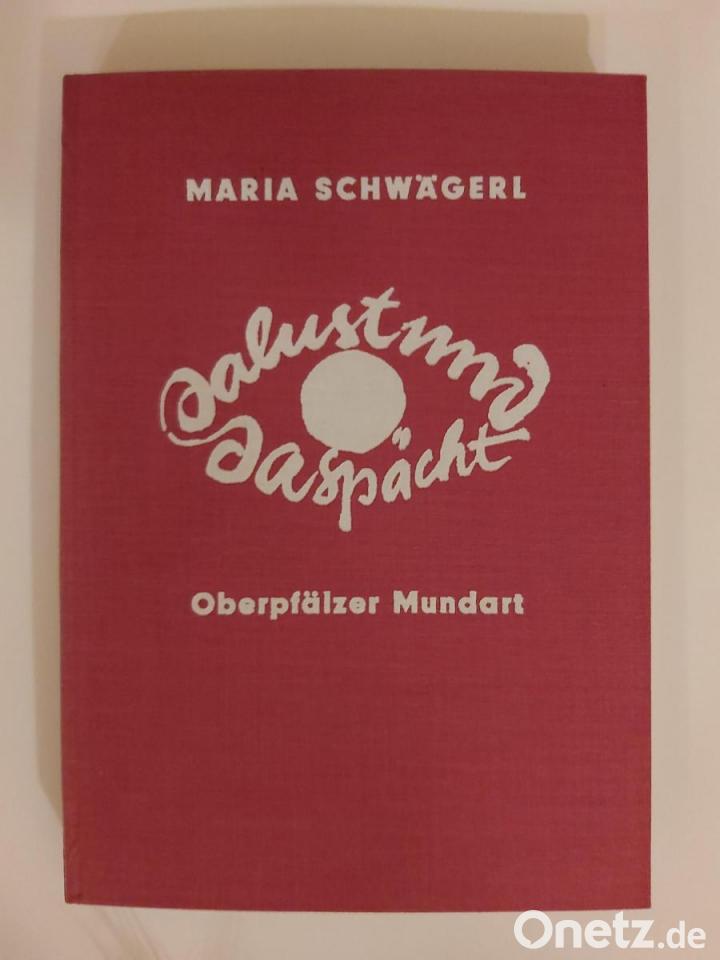 MARIA SCHWÄGERL
Dalust und
Daspächt
Oberpfälzer Mundart
Onetz.de